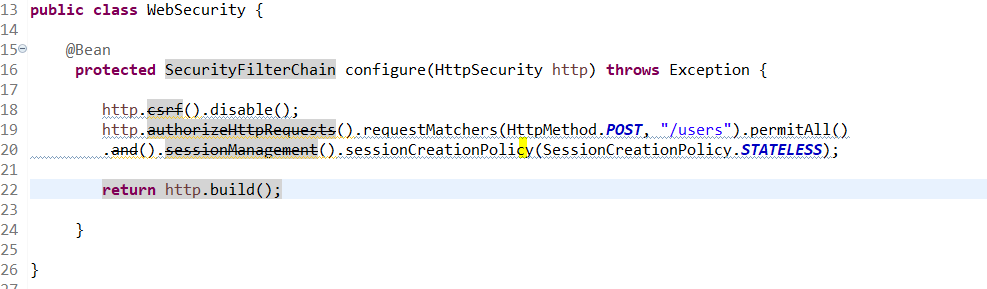 13 public class WebSecurity {
14
15 @Bean
16 protected SecurityFilterChain configure(HttpSecurity http) throws Exception {
17
18 http.csrf().disable();
19 http.authorizeHttpRequests().requestMatchers(HttpMethod.POST, "/users").permitAll()
20 .and().sessionManagement().sessionCreationPolicy(SessionCreationPolicy.STATELESS);
21
22 return http.build();
23
24 }
25
26 }
27